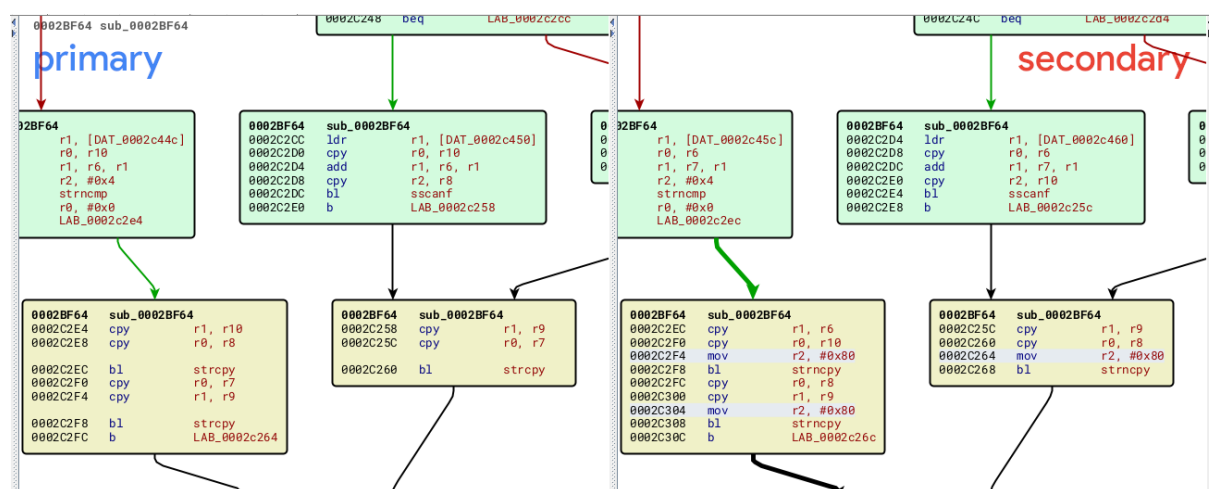 0002BF64 sub_0002BF64
primary
0002C248 beq LAB_0002c2cc
02BF64
r1, [DAT_0002c44c]
r0, r10
r1, r6, r1
r2, #0x4
strncmp
r0, #0x0
LAB_0002c2e4
0002BF64 sub_0002BF64
0002C2CC ldr r1, [DAT_0002c450]
0002C2D0 cpy r0, r10
0002C2D4 add r1, r6, r1
0002C2D8 cpy r2, r8
0002C2DC bl sscanf
0002C2E0 b LAB_0002c258
0002BF64 sub_0002BF64
0002C2E4 cpy r1, r10
0002C2E8 cpy r0, r8
0002C2EC bl strcpy
0002C2F0 cpy r0, r7
0002C2F4 cpy r1, r9
0002C2F8 bl strcpy
0002C2FC b LAB_0002C264
0002BF64 sub_0002BF64
0002C258 cpy r1, r9
0002C25C cpy r0, r7
0002C260 bl strcpy
secondary
0002C24C beq LAB_0002c2d4
02BF64
r1, [DAT_0002c45c]
r0, r6
r1, r7, r1
r2, #0x4
strncmp
r0, #0x0
LAB_0002c2ec
0002BF64 sub_0002BF64
0002C2D4 ldr r1, [DAT_0002c460]
0002C2D8 cpy r0, r6
0002C2DC add r1, r7, r1
0002C2E0 cpy r2, r10
0002C2E4 bl sscanf
0002C2E8 b LAB_0002c25c
0002BF64 sub_0002BF64
0002C2EC cpy r1, r6
0002C2F0 cpy r0, r10
0002C2F4 mov r2, #0x80
0002C2F8 bl strncpy
0002C2FC cpy r0, r8
0002C300 cpy r1, r9
0002C304 mov r2, #0x80
0002C308 bl strncpy
0002C30C b LAB_0002c26c
0002BF64 sub_0002BF64
0002C25C cpy r1, r9
0002C260 cpy r0, r8
0002C264 mov r2, #0x80
0002C268 bl strncpy